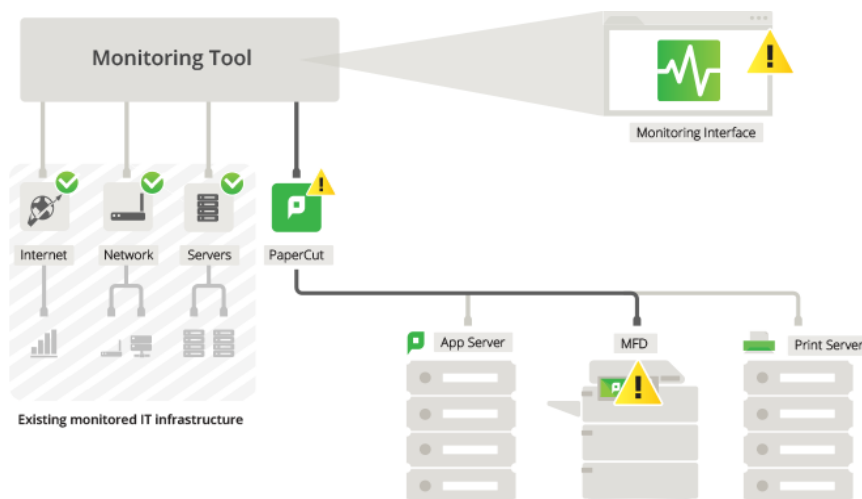 Monitoring Tool
Monitoring Interface
Internet
Network
Servers
PaperCut
App Server
MFD
Print Server
Existing monitored IT infrastructure